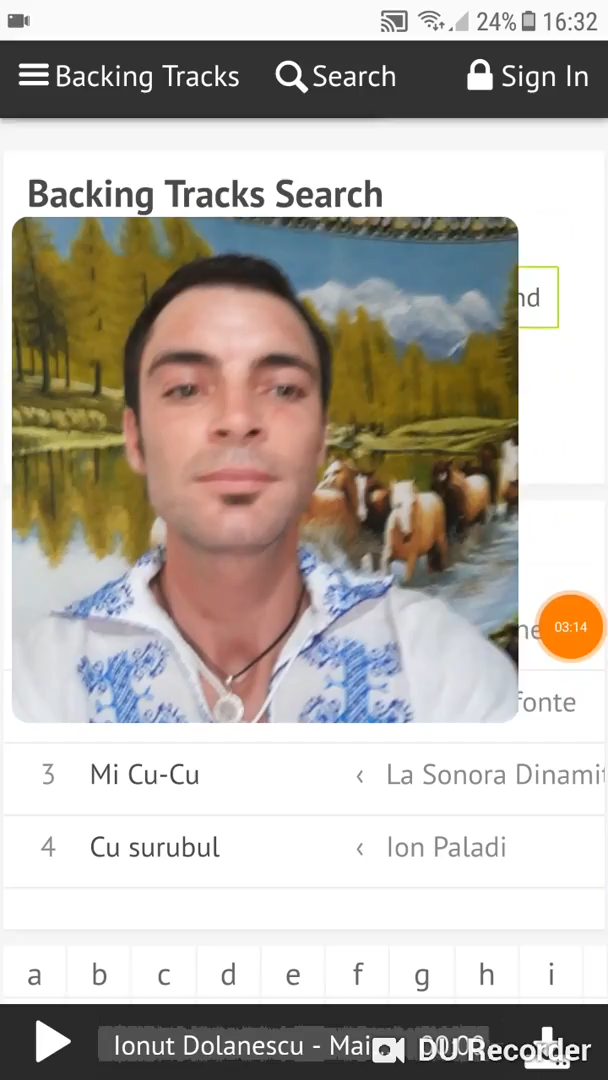 24% 16:32
Backing Tracks Search Sign In
Backing Tracks Search
nd
03:14
fonte
3 Mi Cu-Cu ‹ La Sonora Dinami
4 Cu surubul ‹ Ion Paladi
a b c d e f g h i
Ionut Dolanescu - Mai
DU Recorder